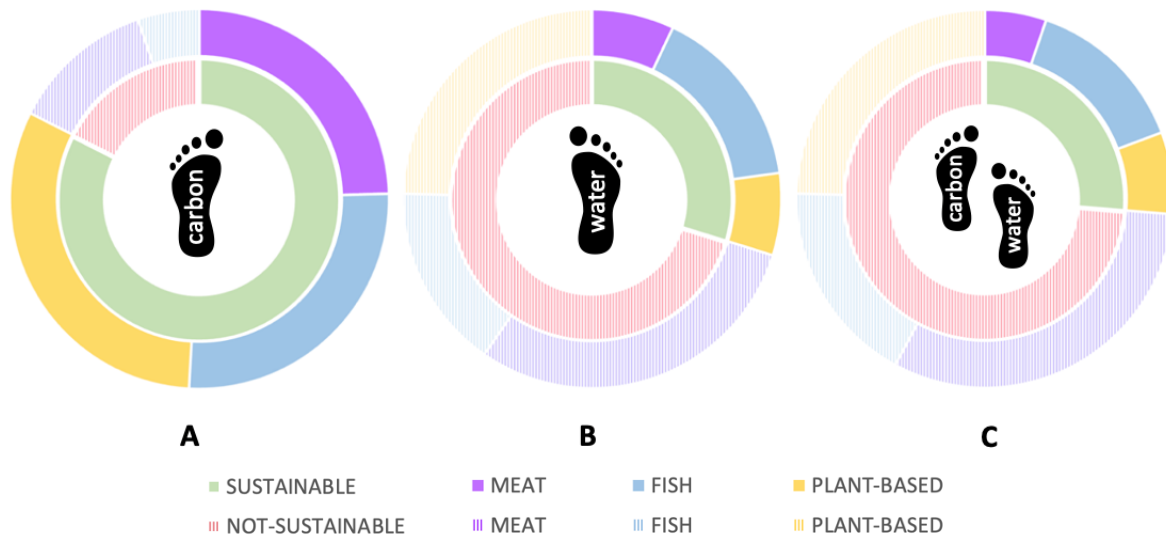 carbon
water
carbon
water
A B C
SUSTAINABLE MEAT FISH PLANT-BASED
NOT-SUSTAINABLE MEAT FISH PLANT-BASED